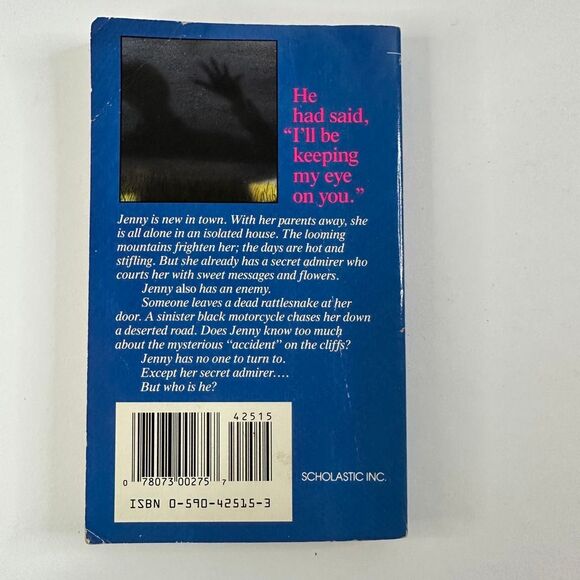 He
had said,
“I’ll be
keeping
my eye
on you.”
Jenny is new in town. With her parents away, she
is all alone in an isolated house. The looming
mountains frighten her; the days are hot and
stifling. But she already has a secret admirer who
courts her with sweet messages and flowers.
Jenny also has an enemy.
Someone leaves a dead rattlesnake at her
door. A sinister black motorcycle chases her down
a deserted road. Does Jenny know too much
about the mysterious “accident” on the cliffs?
Jenny has no one to turn to.
Except her secret admirer….
But who is he?
42515
0 78073 00275 7
ISBN 0-590-42515-3
SCHOLASTIC INC.